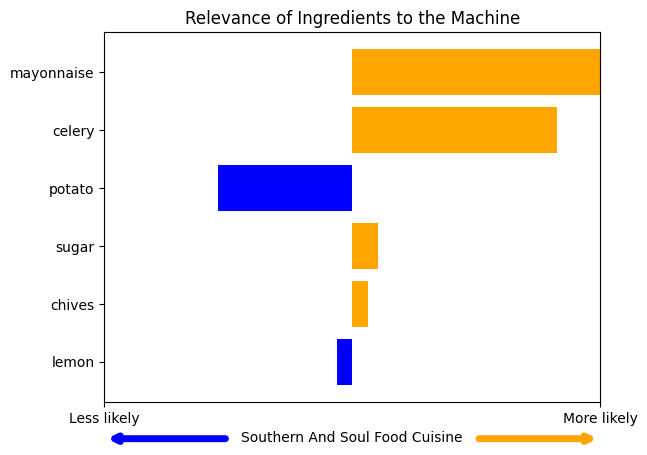 Relevance of Ingredients to the Machine
mayonnaise
celery
potato
sugar
chives
lemon
Less likely
More likely
Southern And Soul Food Cuisine